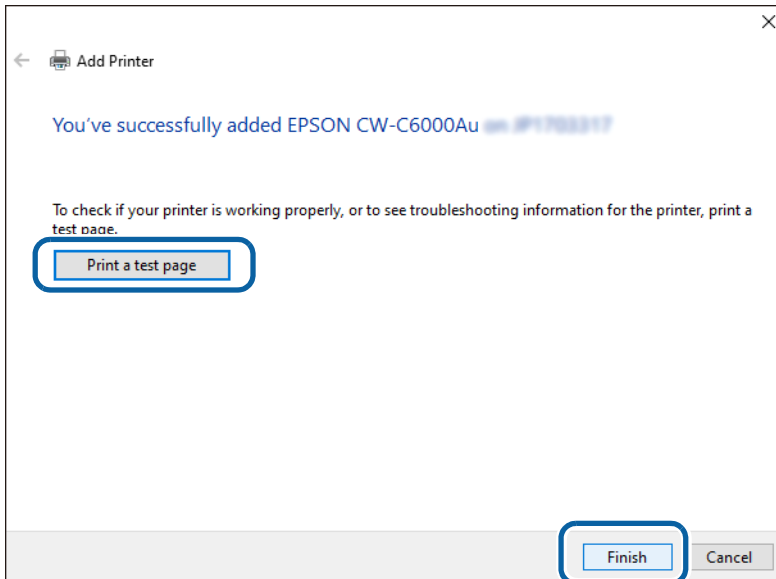 Add Printer
You've successfully added EPSON CW-C6000Au
To check if your printer is working properly, or to see troubleshooting information for the printer, print a
test page.
Print a test page
Finish
Cancel